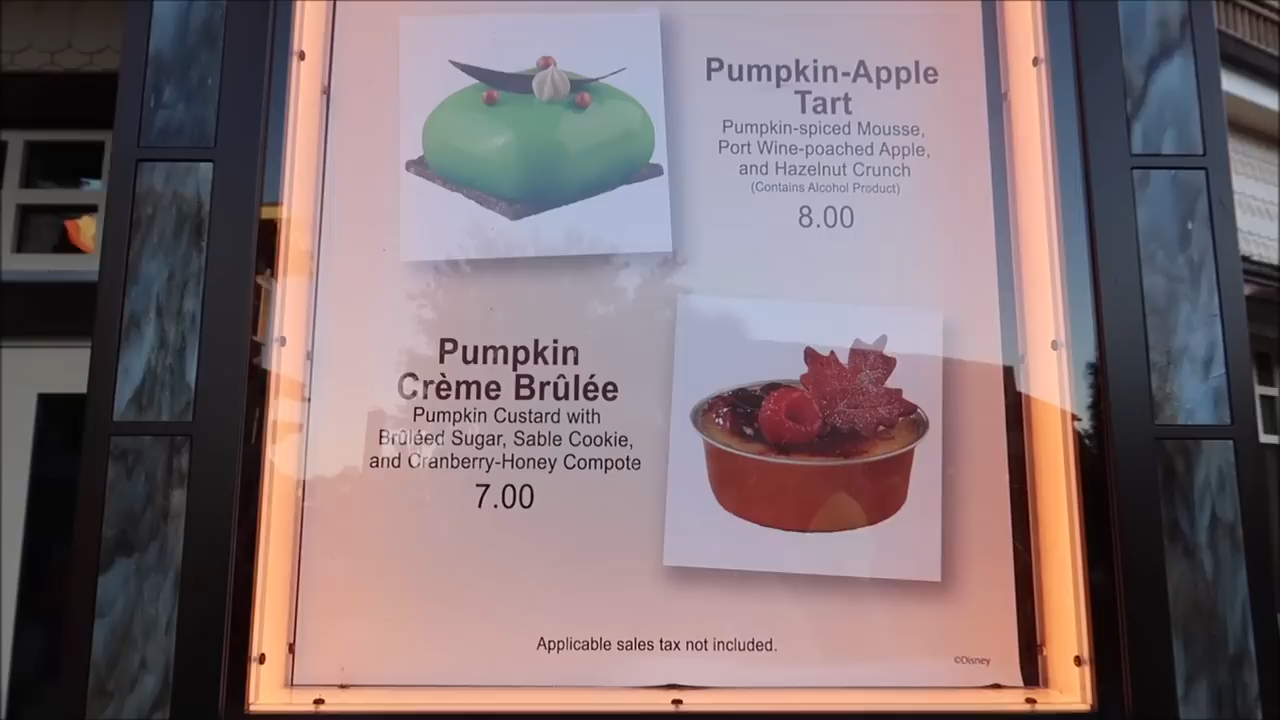 Pumpkin-Apple
Tart
Pumpkin-spiced Mousse,
Port Wine-poached Apple,
and Hazelnut Crunch
(Contains Alcohol Product)
8.00
Pumpkin
Crème Brûlée
Pumpkin Custard with
Brûléed Sugar, Sable Cookie,
and Cranberry-Honey Compote
7.00
Applicable sales tax not included.
©Disney